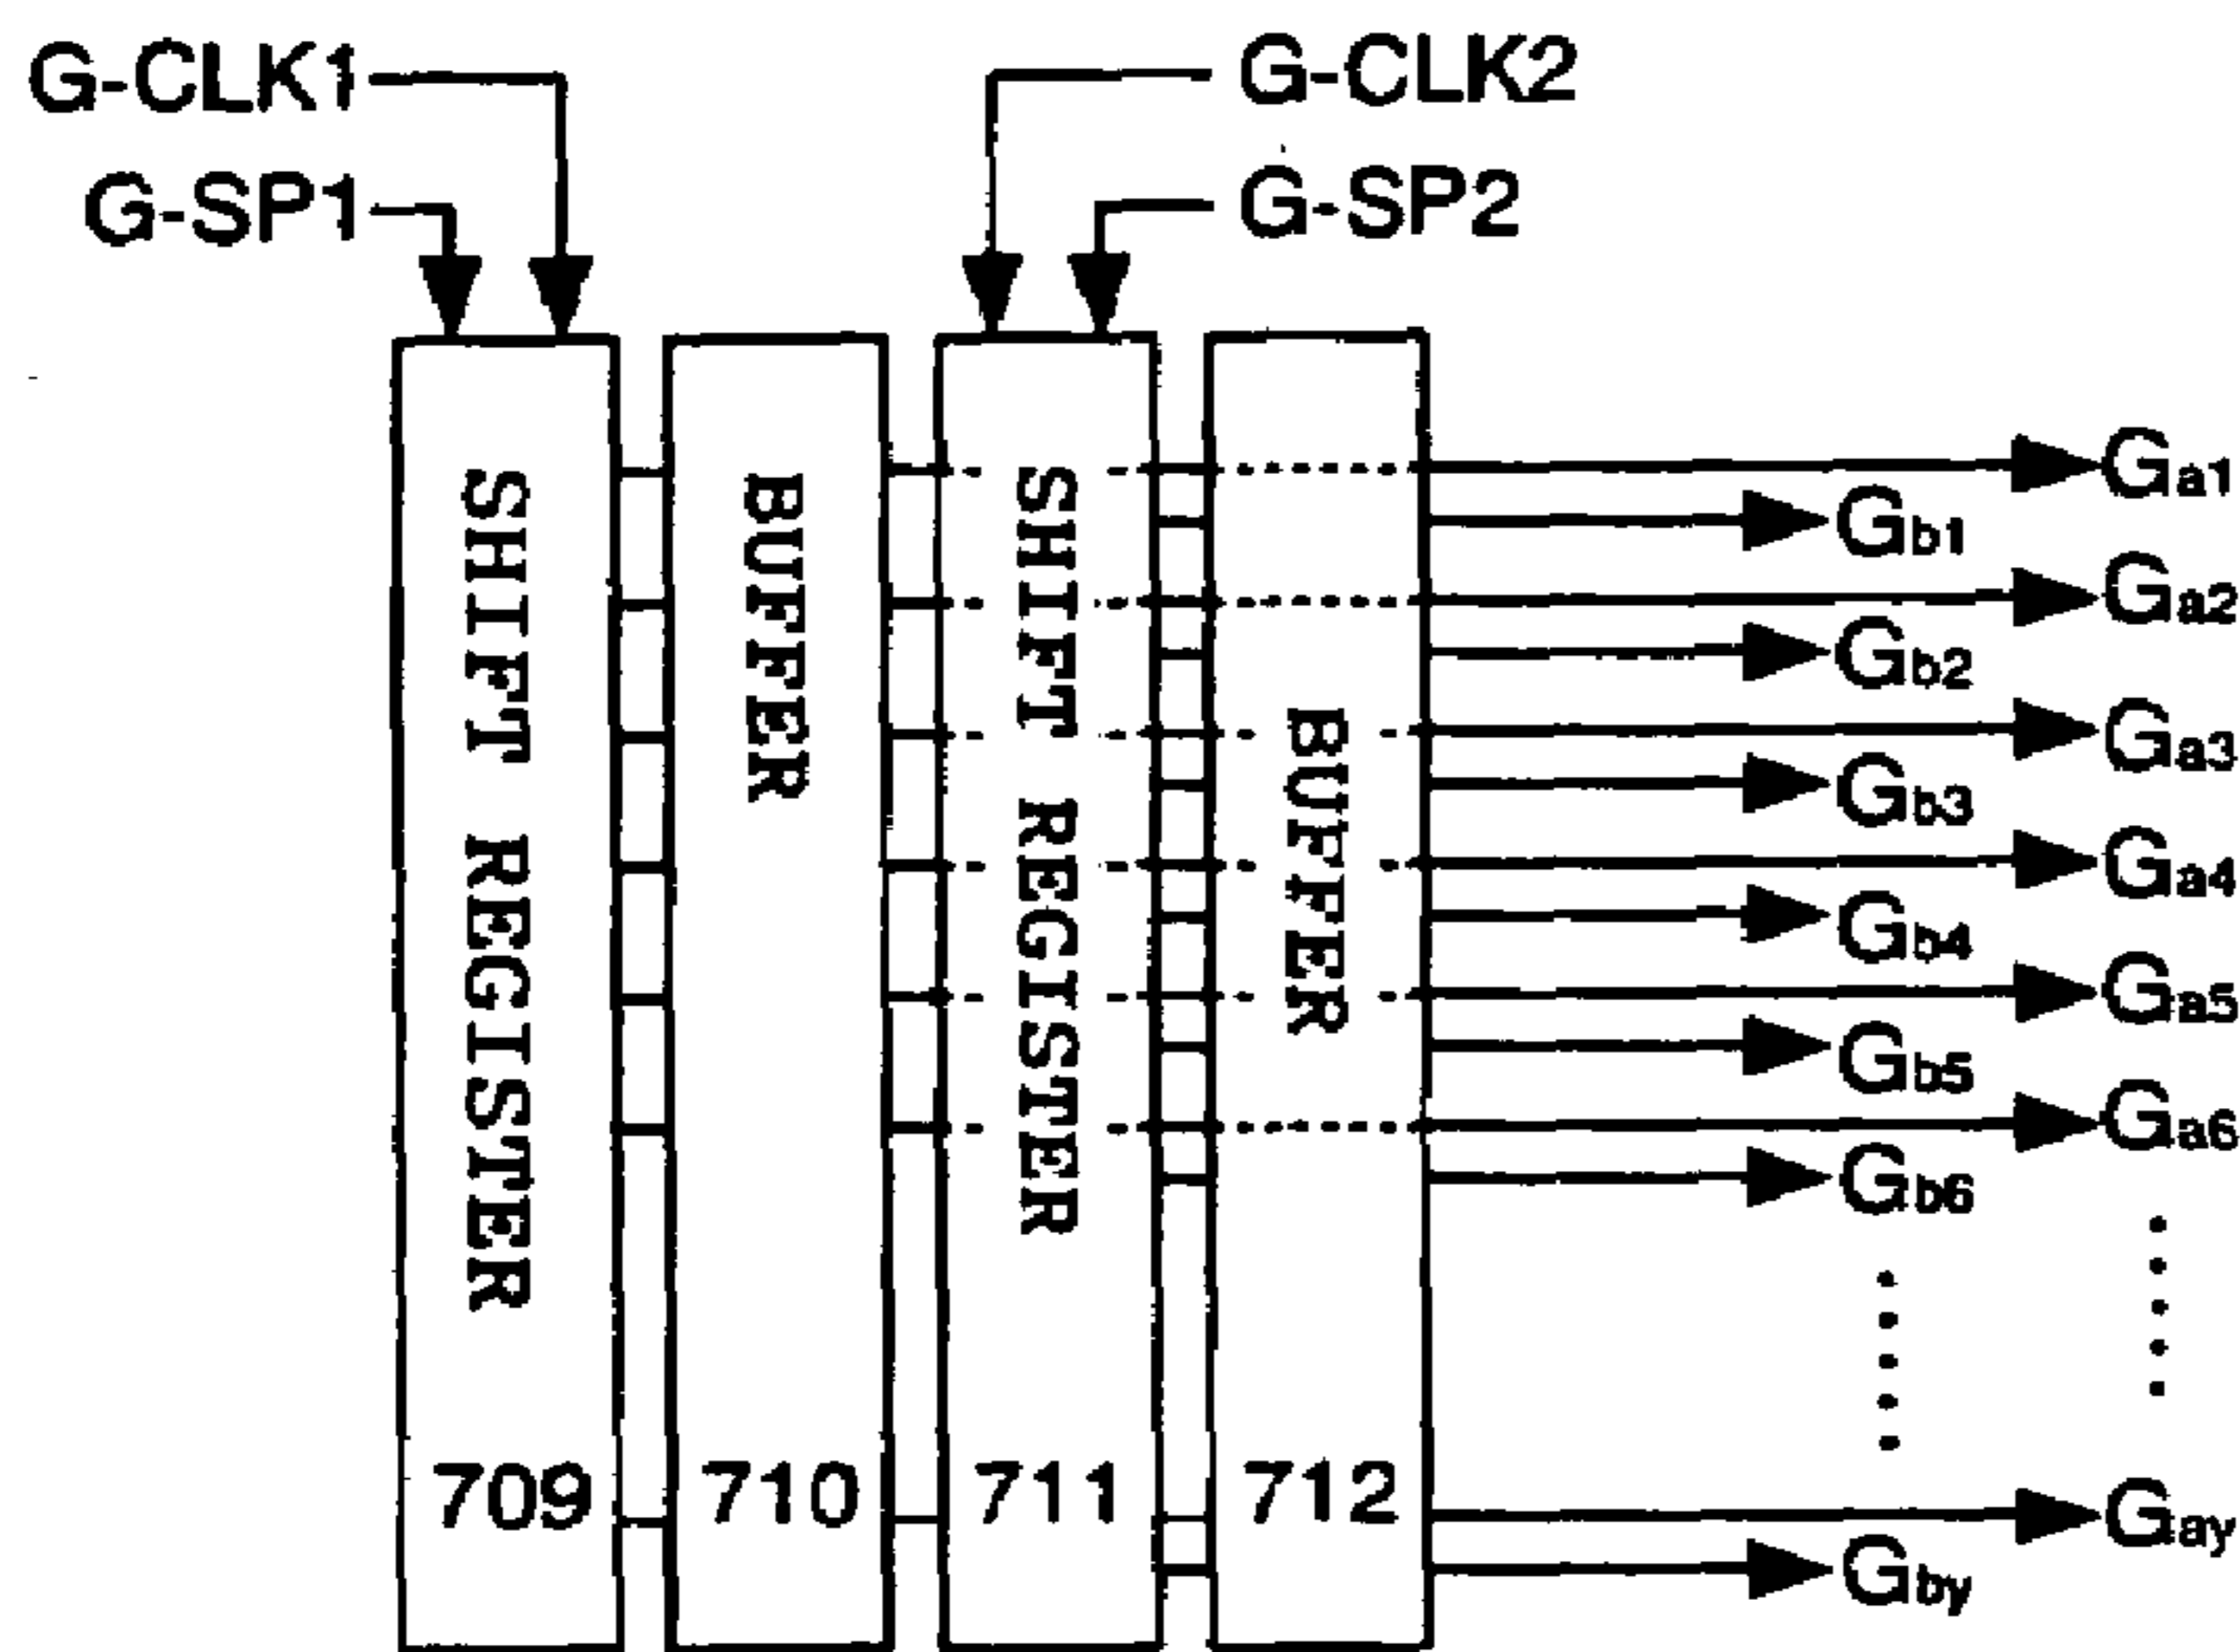 G-CLK1
G-SP1
G-CLK2
G-SP2
SHIFT REGISTER
709
BUFFER
710
SHIFT REGISTER
711
BUFFER
712
Ga1
Gb1
Ga2
Gb2
Ga3
Gb3
Ga4
Gb4
Ga5
Gb5
Ga6
Gb6
Gay
Gby